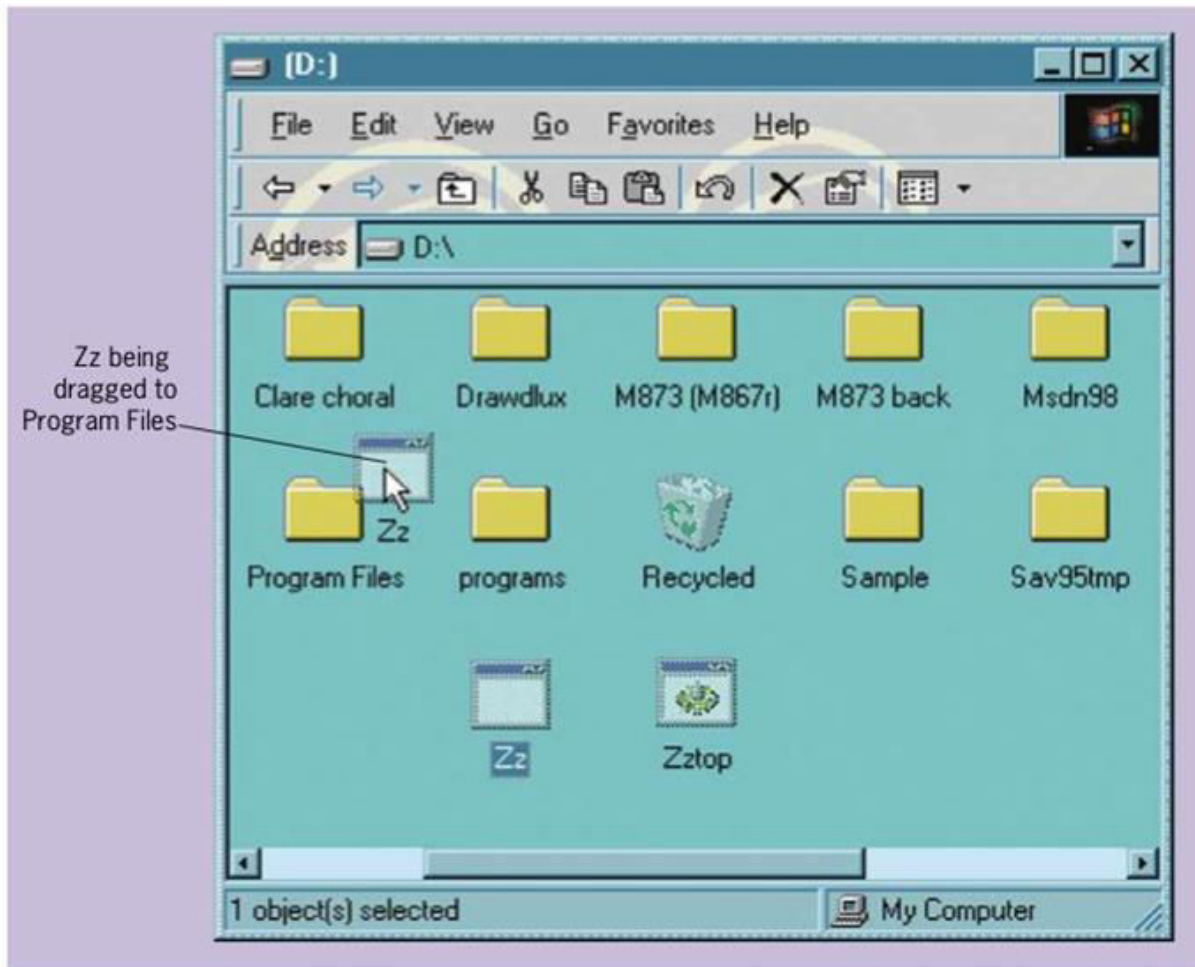 (D:)
File Edit View Go Favorites Help
Address D:\
Clare choral Drawdlux M873 (M867r) M873 back Msdn98
Zz being
dragged to
Program Files
Zz
Program Files programs Recycled Sample Sav95tmp
Zz Zztop
1 object(s) selected My Computer